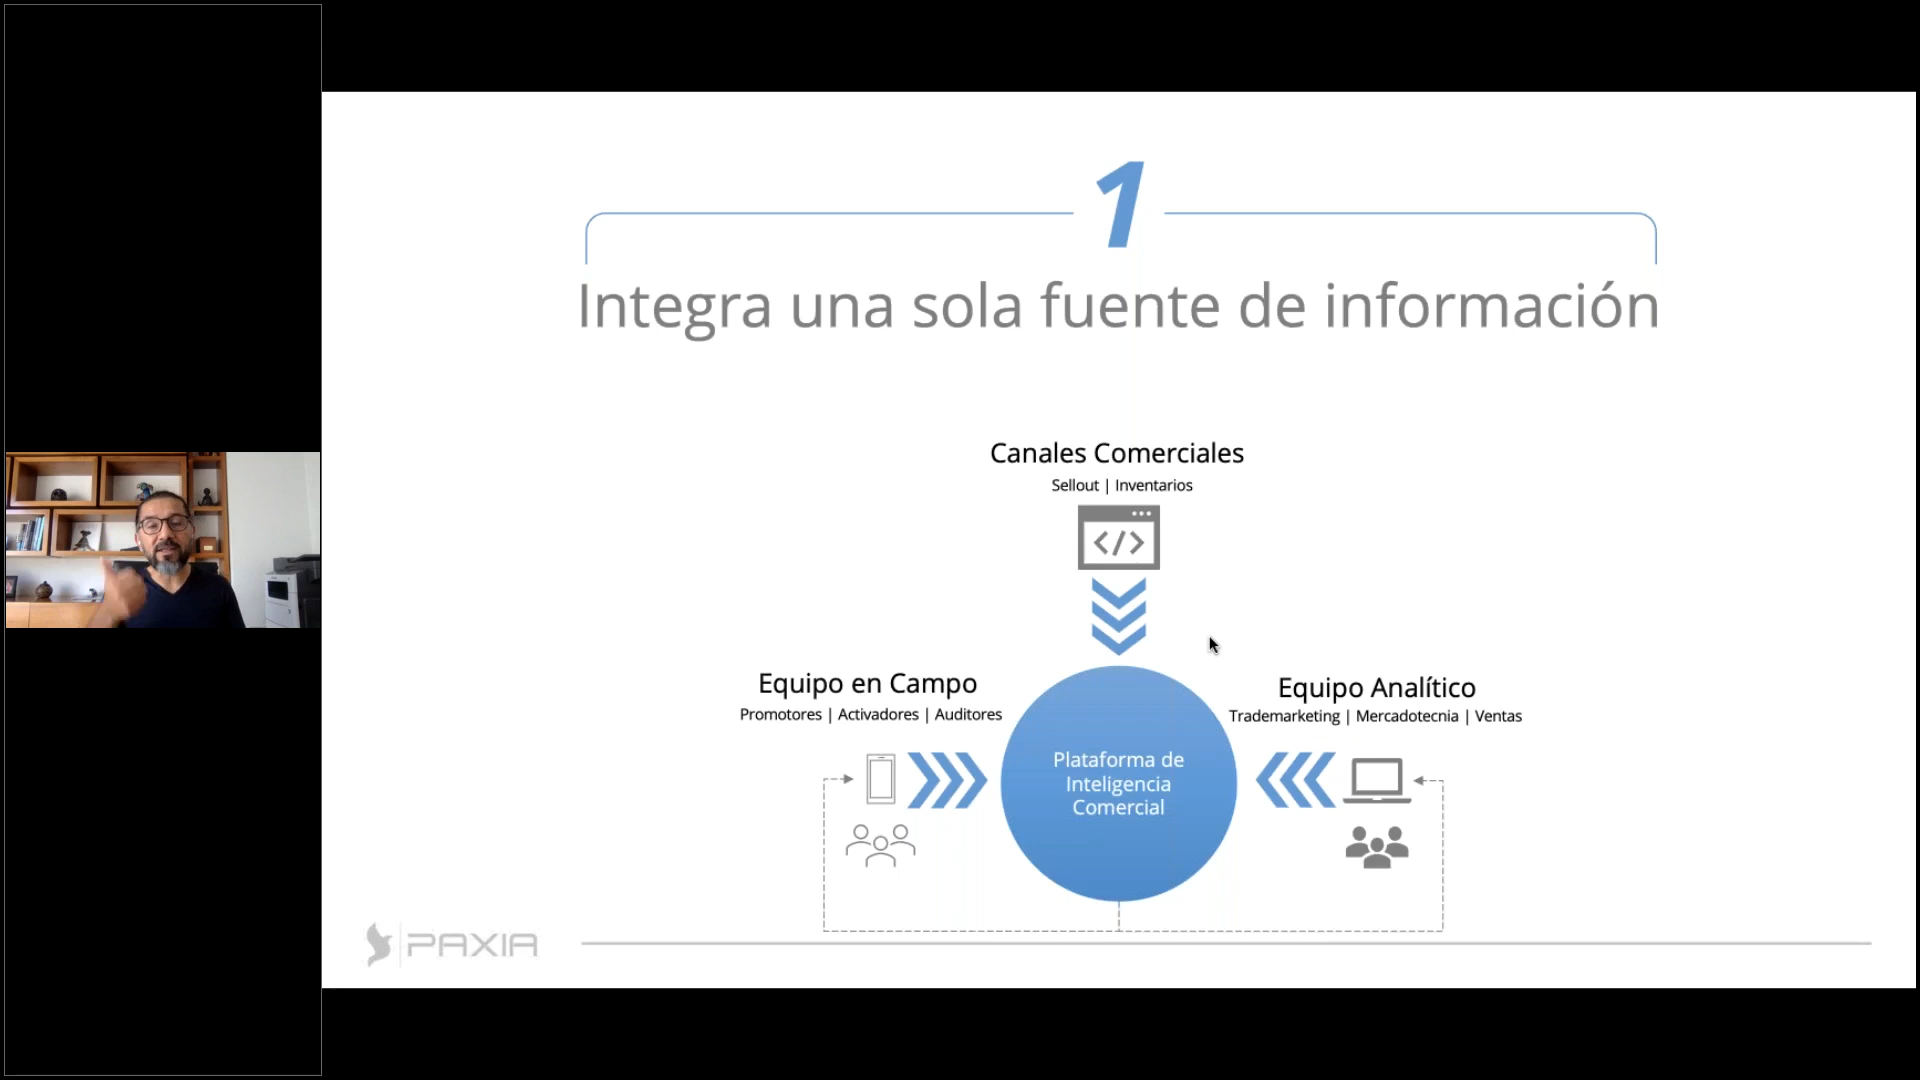 1
Integra una sola fuente de información
Canales Comerciales
Sellout | Inventarios
</>
Equipo en Campo
Promotores | Activadores | Auditores
Equipo Analítico
Trademarketing | Mercadotecnia | Ventas
Plataforma de
Inteligencia
Comercial
PAXIA